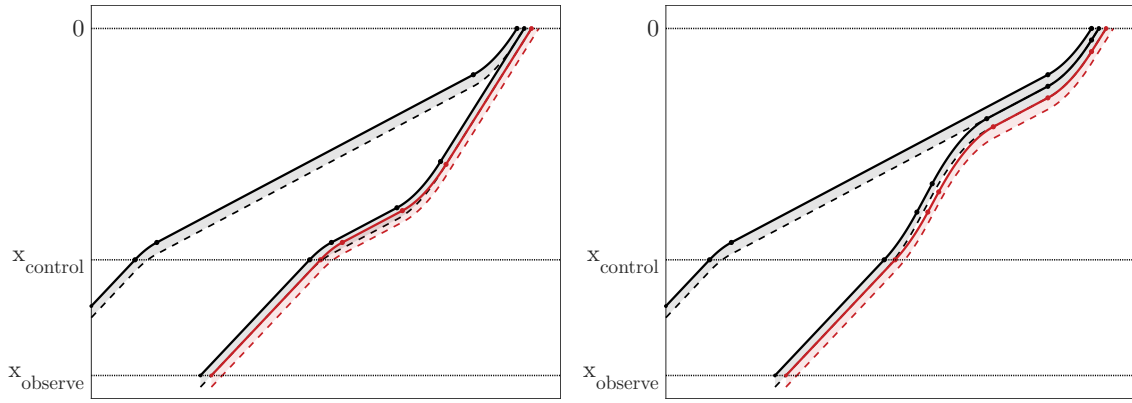 0
x control
x observe
0
x control
x observe